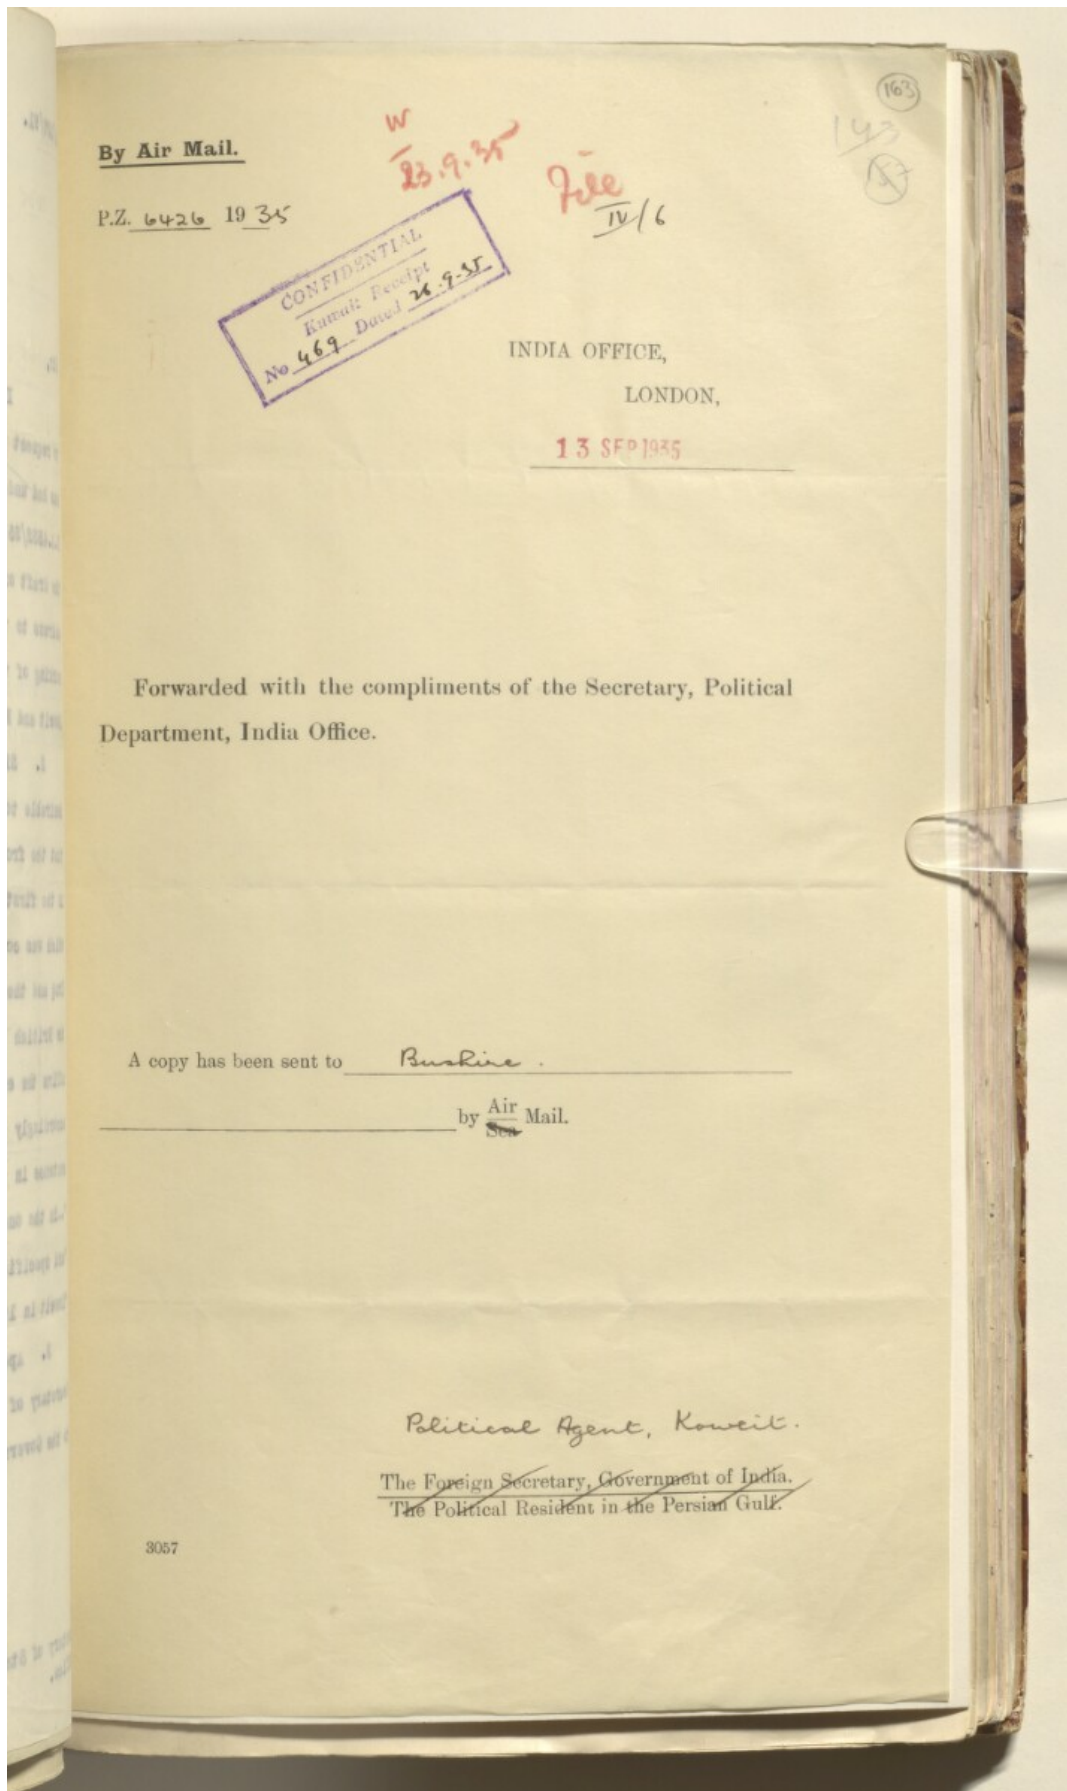 163
143
By Air Mail.
W
23.9.35
File
IV/6
P.Z. 6426 1935
CONFIDENTIAL
Kuwait Receipt
No 469 Dated 26.9.35
INDIA OFFICE,
LONDON,
13 SEP 1935
Forwarded with the compliments of the Secretary, Political
Department, India Office.
A copy has been sent to Bushire.
by Air
Sea Mail.
Political Agent, Koweit.
The Foreign Secretary, Government of India.
The Political Resident in the Persian Gulf.
3057